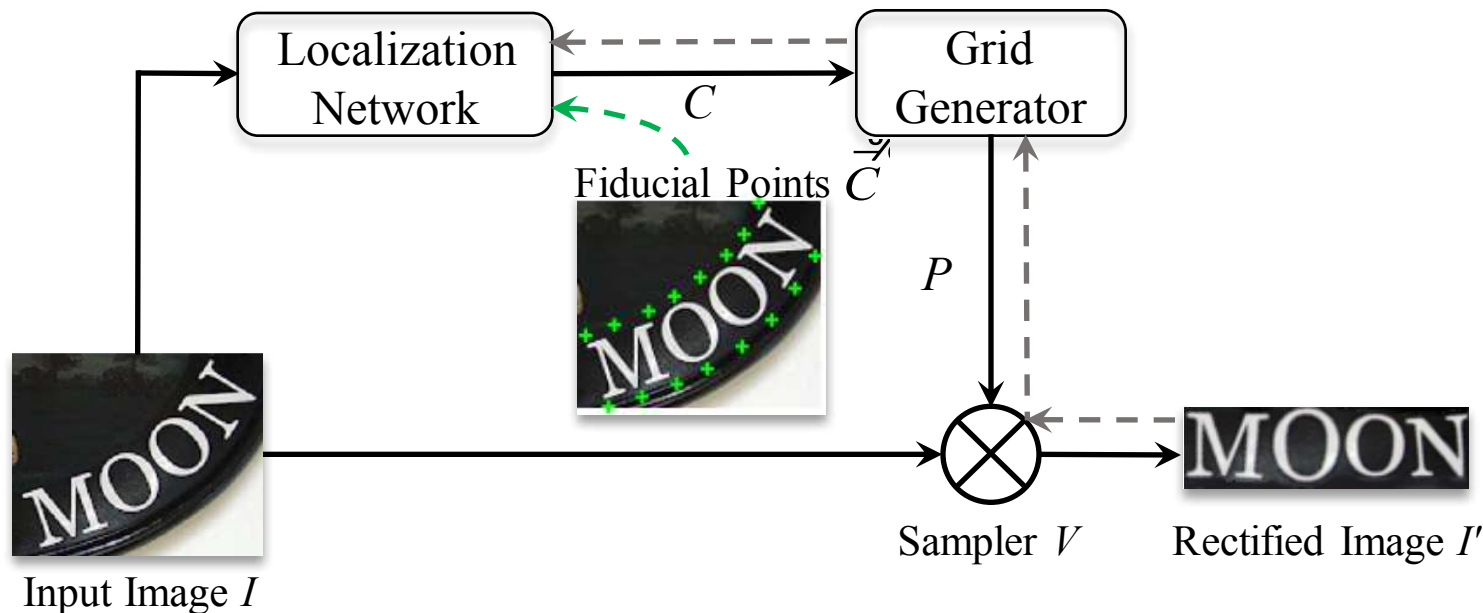 Localization
Network
Grid
Generator
C
Fiducial Points C
P
MOON
MOON
MOON
Sampler V
Rectified Image I'
Input Image I